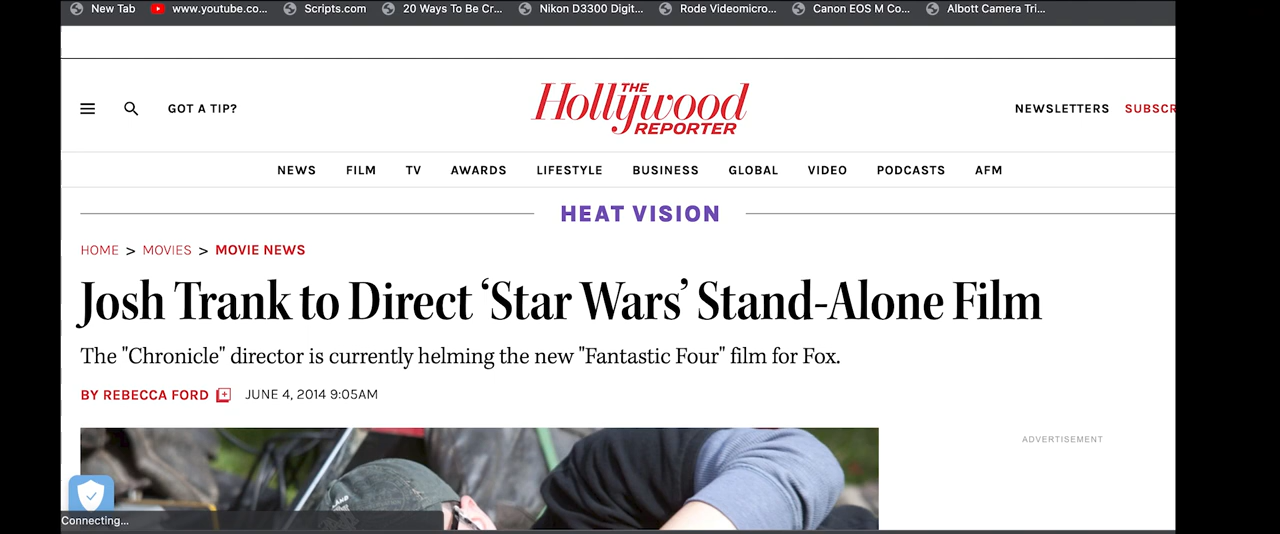 New Tab www.youtube.co... Scripts.com 20 Ways To Be Cr... Nikon D3300 Digit... Rode Videomicro... Canon EOS M Co... Albott Camera Tri...
GOT A TIP? THE Hollywood REPORTER NEWSLETTERS SUBSCR
NEWS FILM TV AWARDS LIFESTYLE BUSINESS GLOBAL VIDEO PODCASTS AFM
HEAT VISION
HOME > MOVIES > MOVIE NEWS
Josh Trank to Direct ‘Star Wars’ Stand-Alone Film
The "Chronicle" director is currently helming the new "Fantastic Four" film for Fox.
BY REBECCA FORD JUNE 4, 2014 9:05AM
ADVERTISEMENT
Connecting...